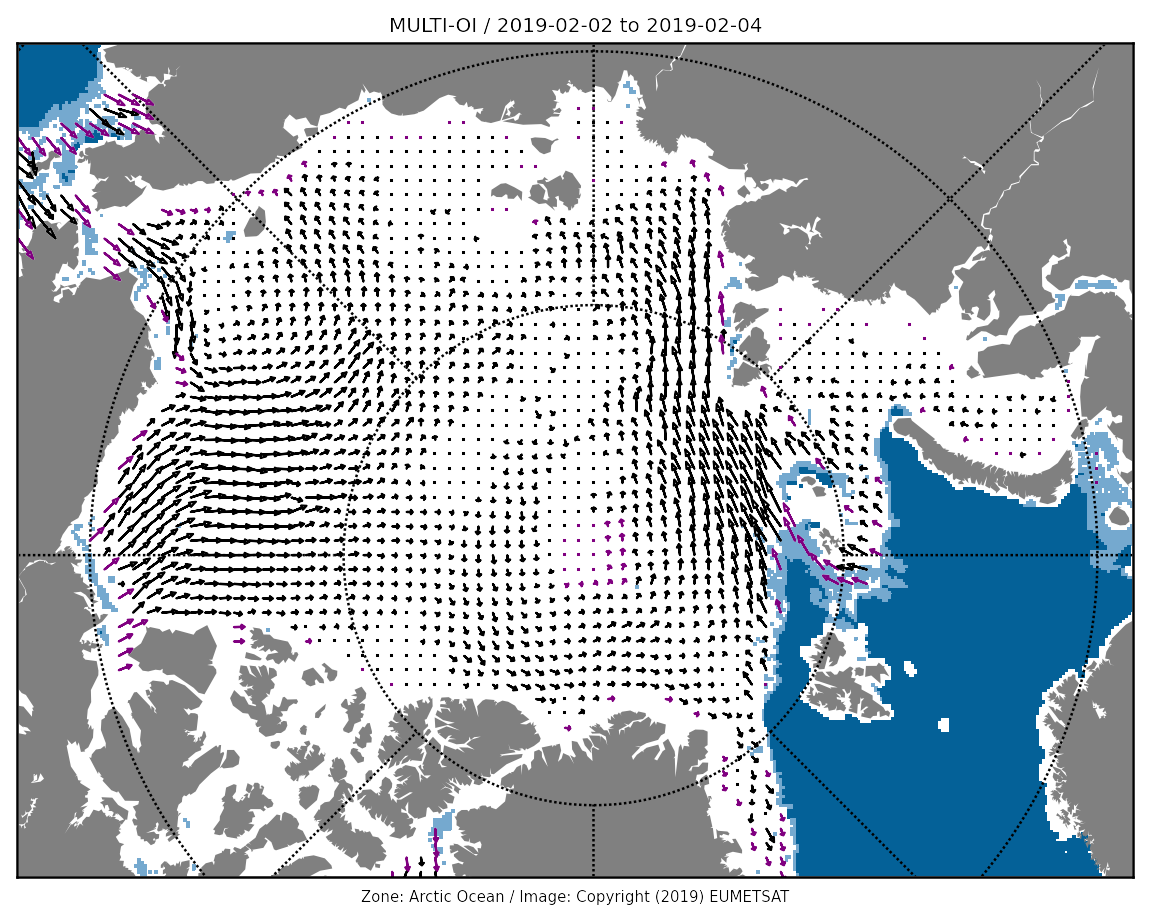 MULTI-OI / 2019-02-02 to 2019-02-04
Zone: Arctic Ocean / Image: Copyright (2019) EUMETSAT